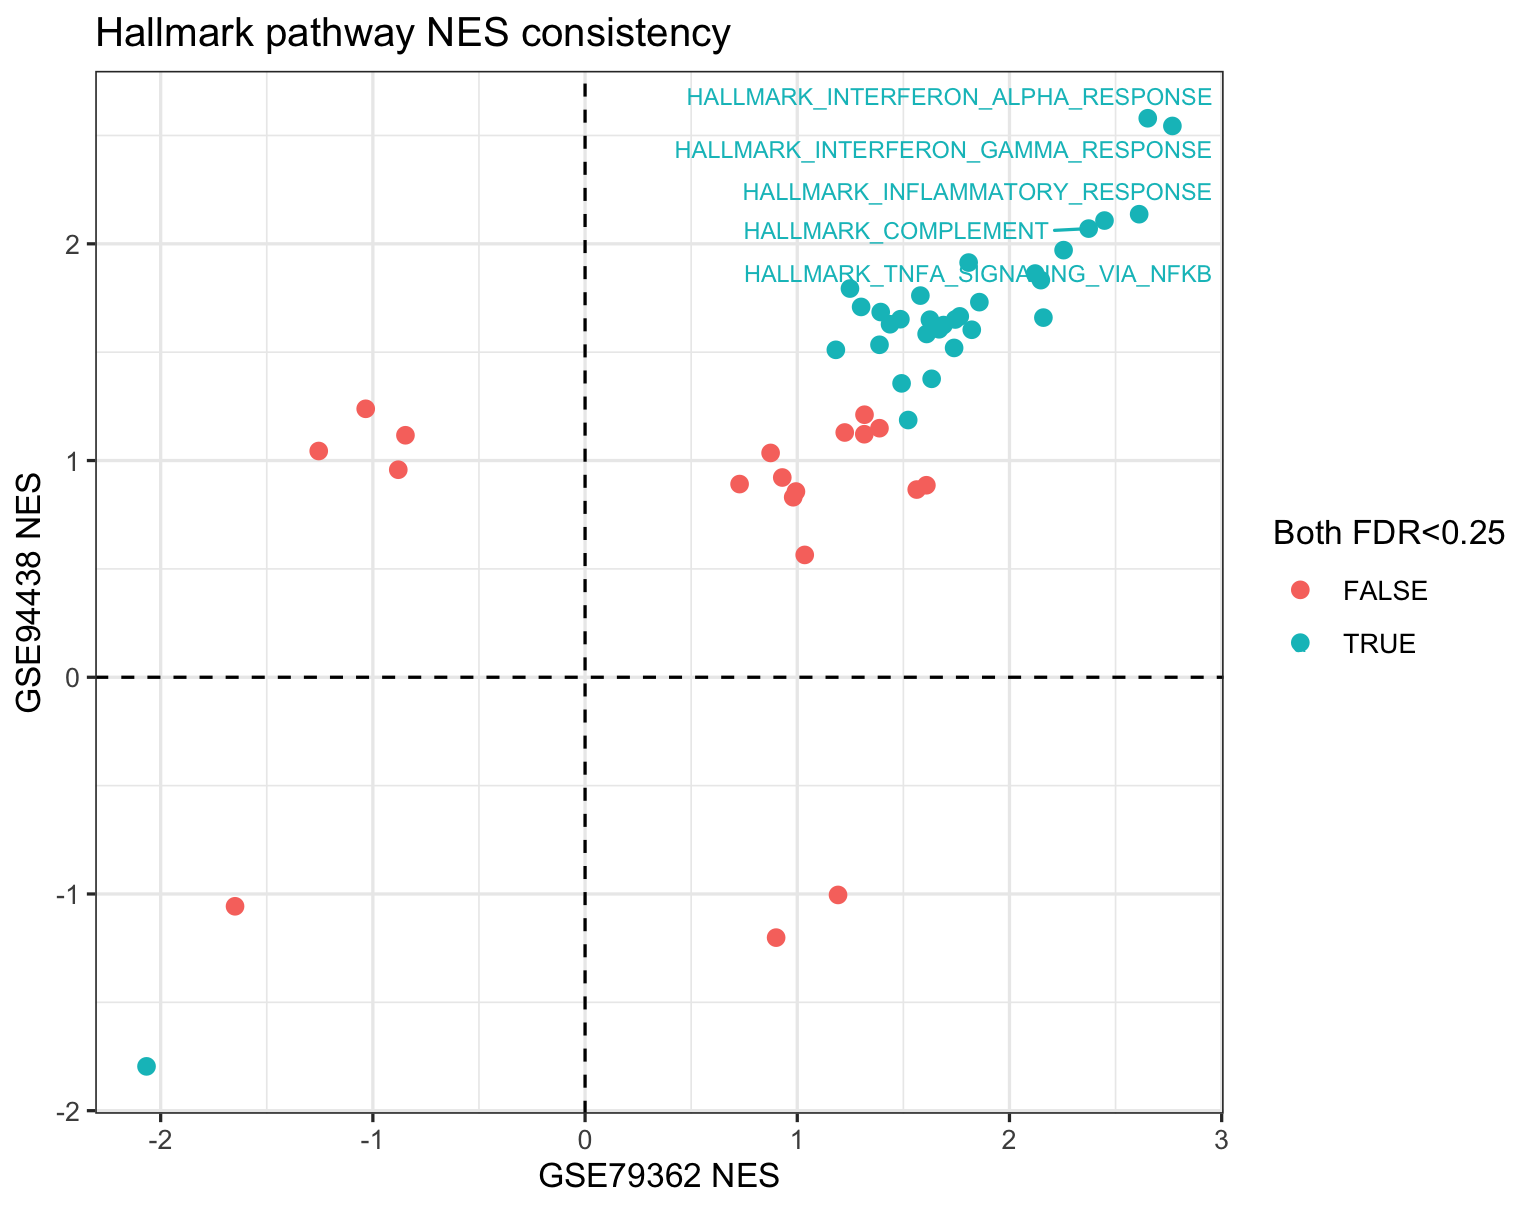 Hallmark pathway NES consistency
HALLMARK_INTERFERON_ALPHA_RESPONSE
HALLMARK_INTERFERON_GAMMA_RESPONSE
HALLMARK_INFLAMMATORY_RESPONSE
HALLMARK_COMPLEMENT
HALLMARK_TNFA_SIGNALING_VIA_NFKB
2
1
0
-1
-2
GSE94438 NES
-2
-1
0
1
2
3
GSE79362 NES
Both FDR<0.25
FALSE
TRUE